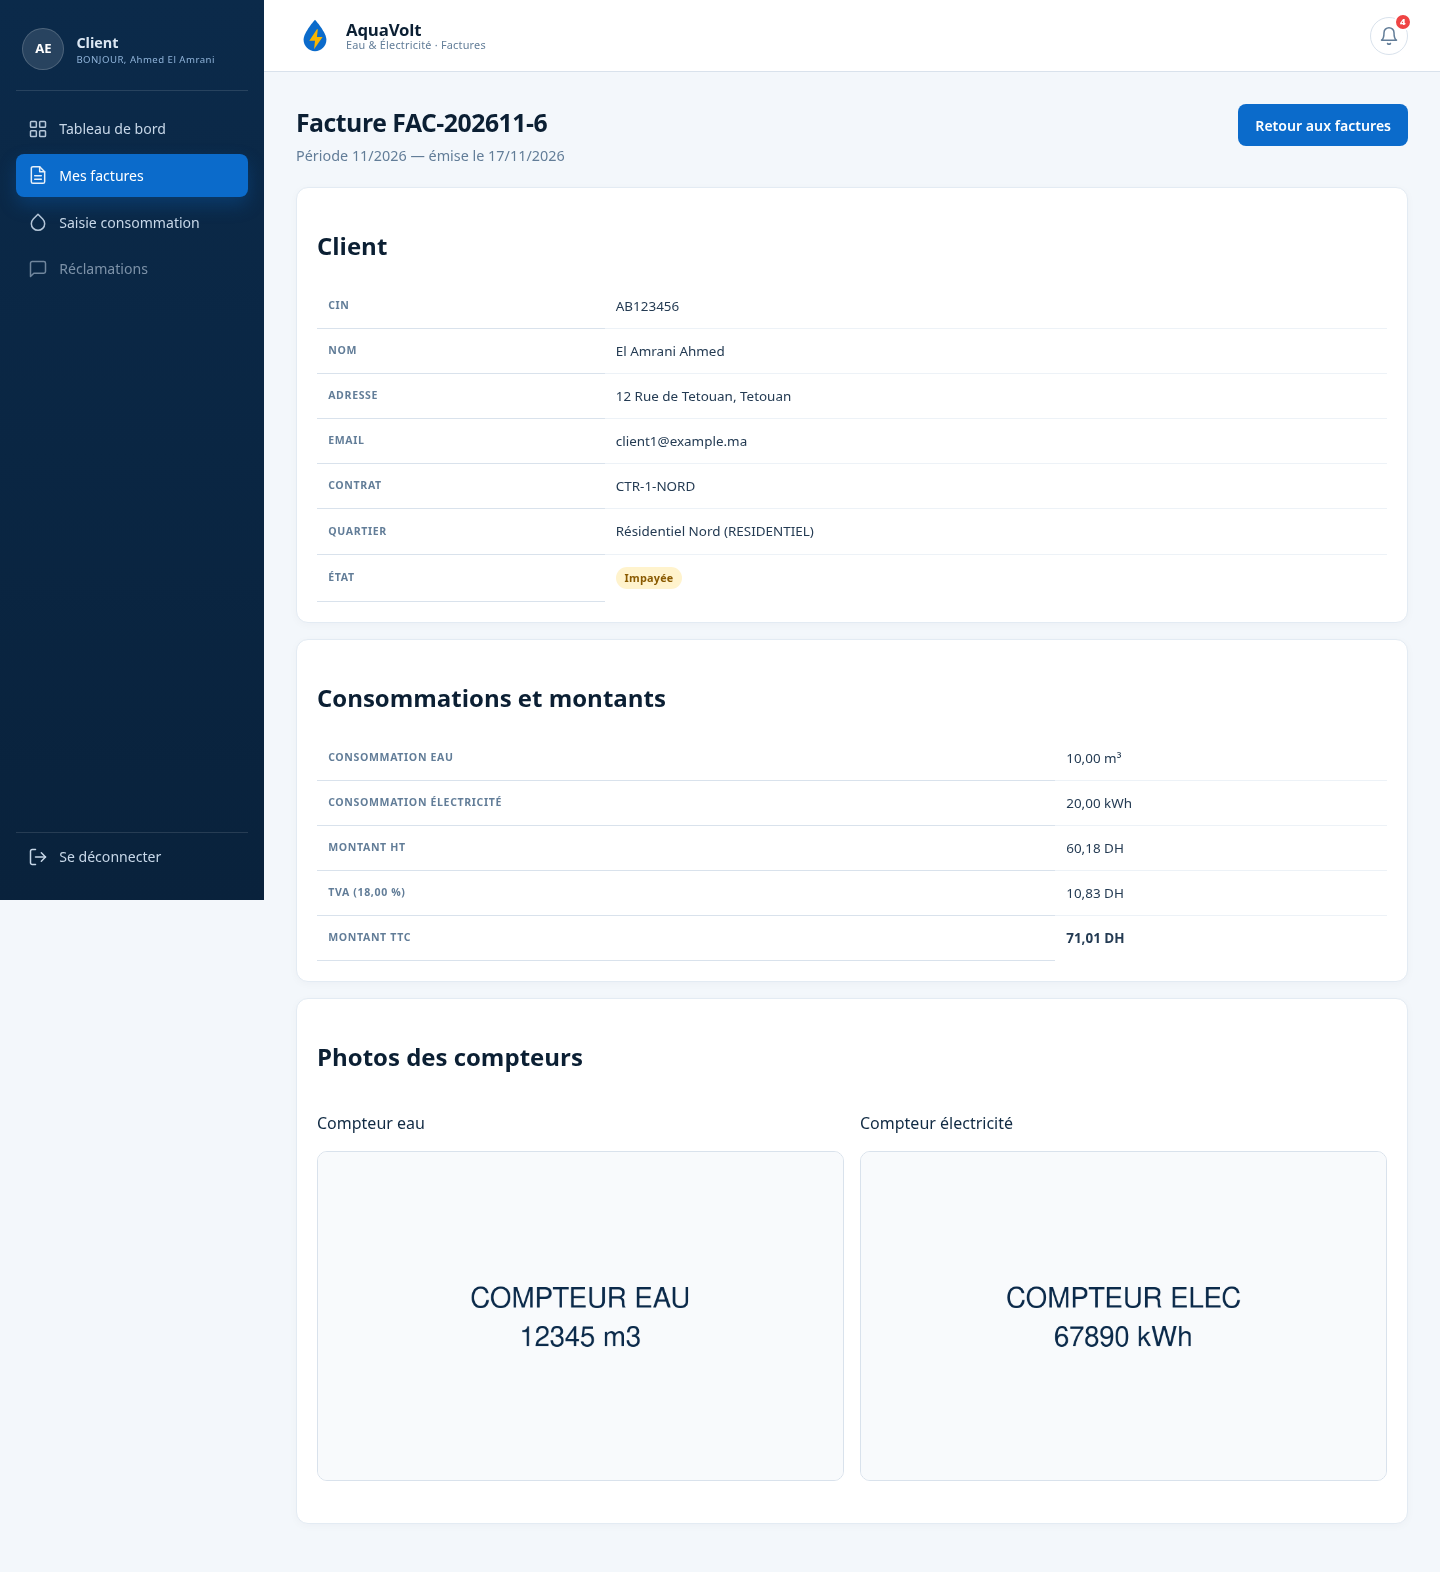 AE
Client
BONJOUR, Ahmed El Amrani
Tableau de bord
Mes factures
Saisie consommation
Réclamations
Se déconnecter
AquaVolt
Eau & Électricité · Factures
4
Facture FAC-202611-6
Période 11/2026 — émise le 17/11/2026
Retour aux factures
Client
CIN AB123456
NOM El Amrani Ahmed
ADRESSE 12 Rue de Tetouan, Tetouan
EMAIL client1@example.ma
CONTRAT CTR-1-NORD
QUARTIER Résidentiel Nord (RESIDENTIEL)
ÉTAT Impayée
Consommations et montants
CONSOMMATION EAU 10,00 m³
CONSOMMATION ÉLECTRICITÉ 20,00 kWh
MONTANT HT 60,18 DH
TVA (18,00 %) 10,83 DH
MONTANT TTC 71,01 DH
Photos des compteurs
Compteur eau
COMPTEUR EAU
12345 m3
Compteur électricité
COMPTEUR ELEC
67890 kWh